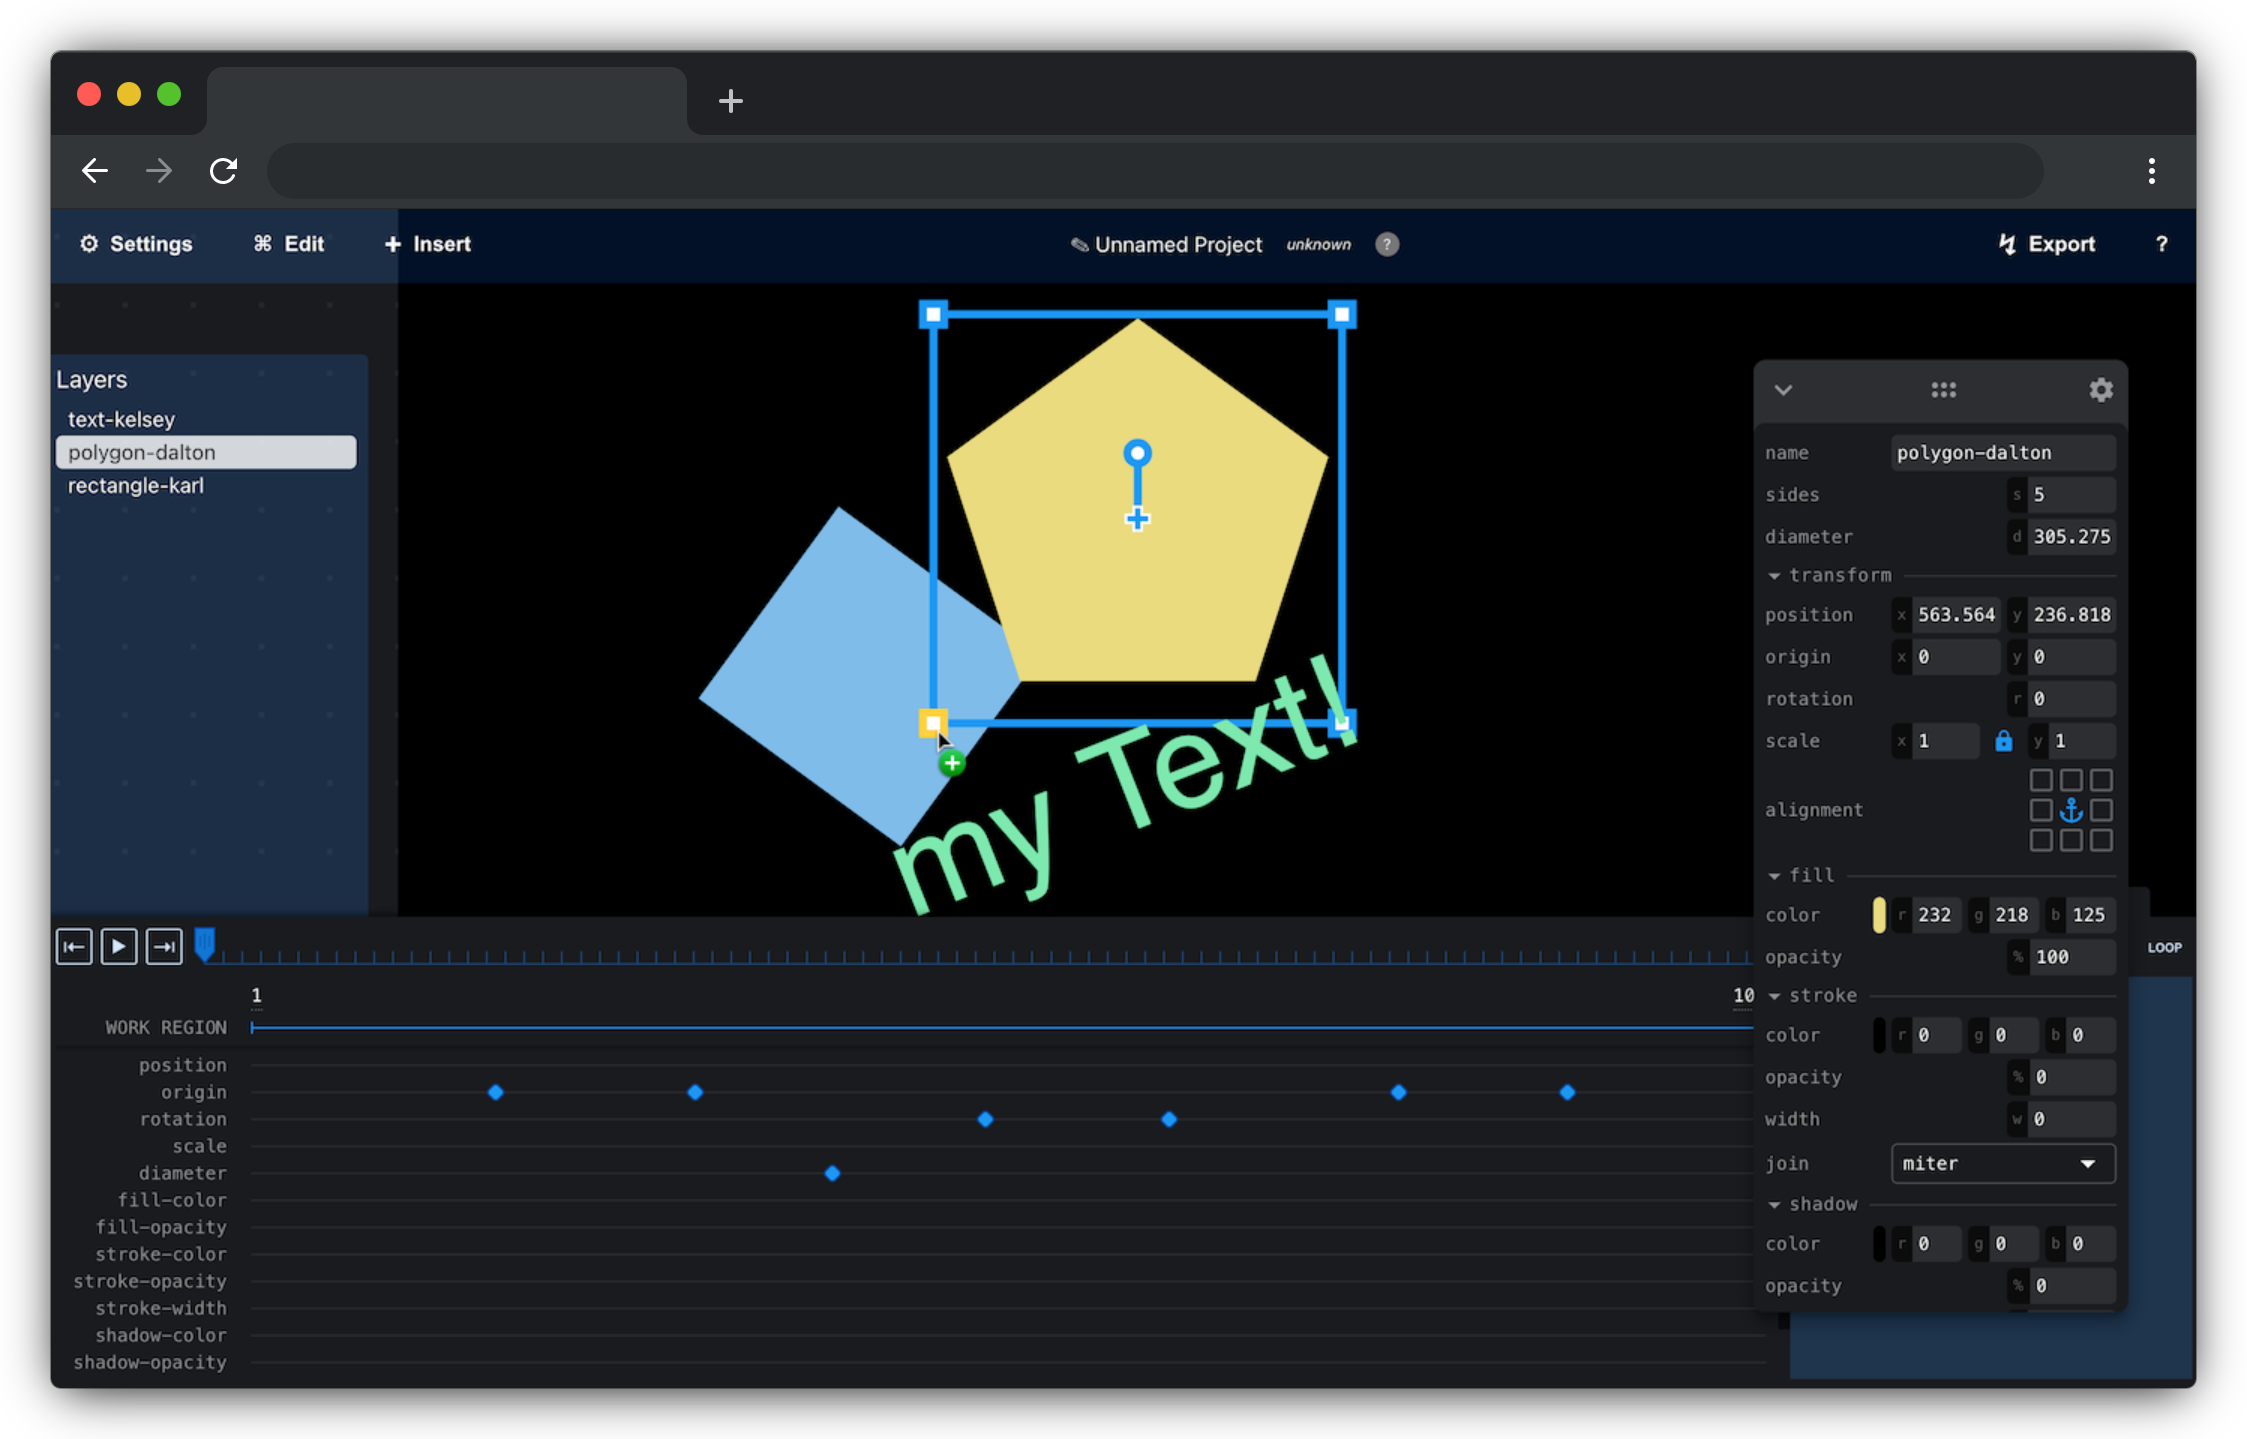 Settings
Edit
Insert
Unnamed Project
unknown
?
Export
?
Layers
text-kelsey
polygon-dalton
rectangle-karl
my Text!
name polygon-dalton
sides s 5
diameter d 305.275
transform
position x 563.564 y 236.818
origin x 0 y 0
rotation r 0
scale x 1 y 1
alignment
fill
color r 232 g 218 b 125
opacity % 100
stroke
color r 0 g 0 b 0
opacity % 0
width w 0
join miter
shadow
color r 0 g 0 b 0
opacity % 0
LOOP
1 10
WORK REGION
position
origin
rotation
scale
diameter
fill-color
fill-opacity
stroke-color
stroke-opacity
stroke-width
shadow-color
shadow-opacity